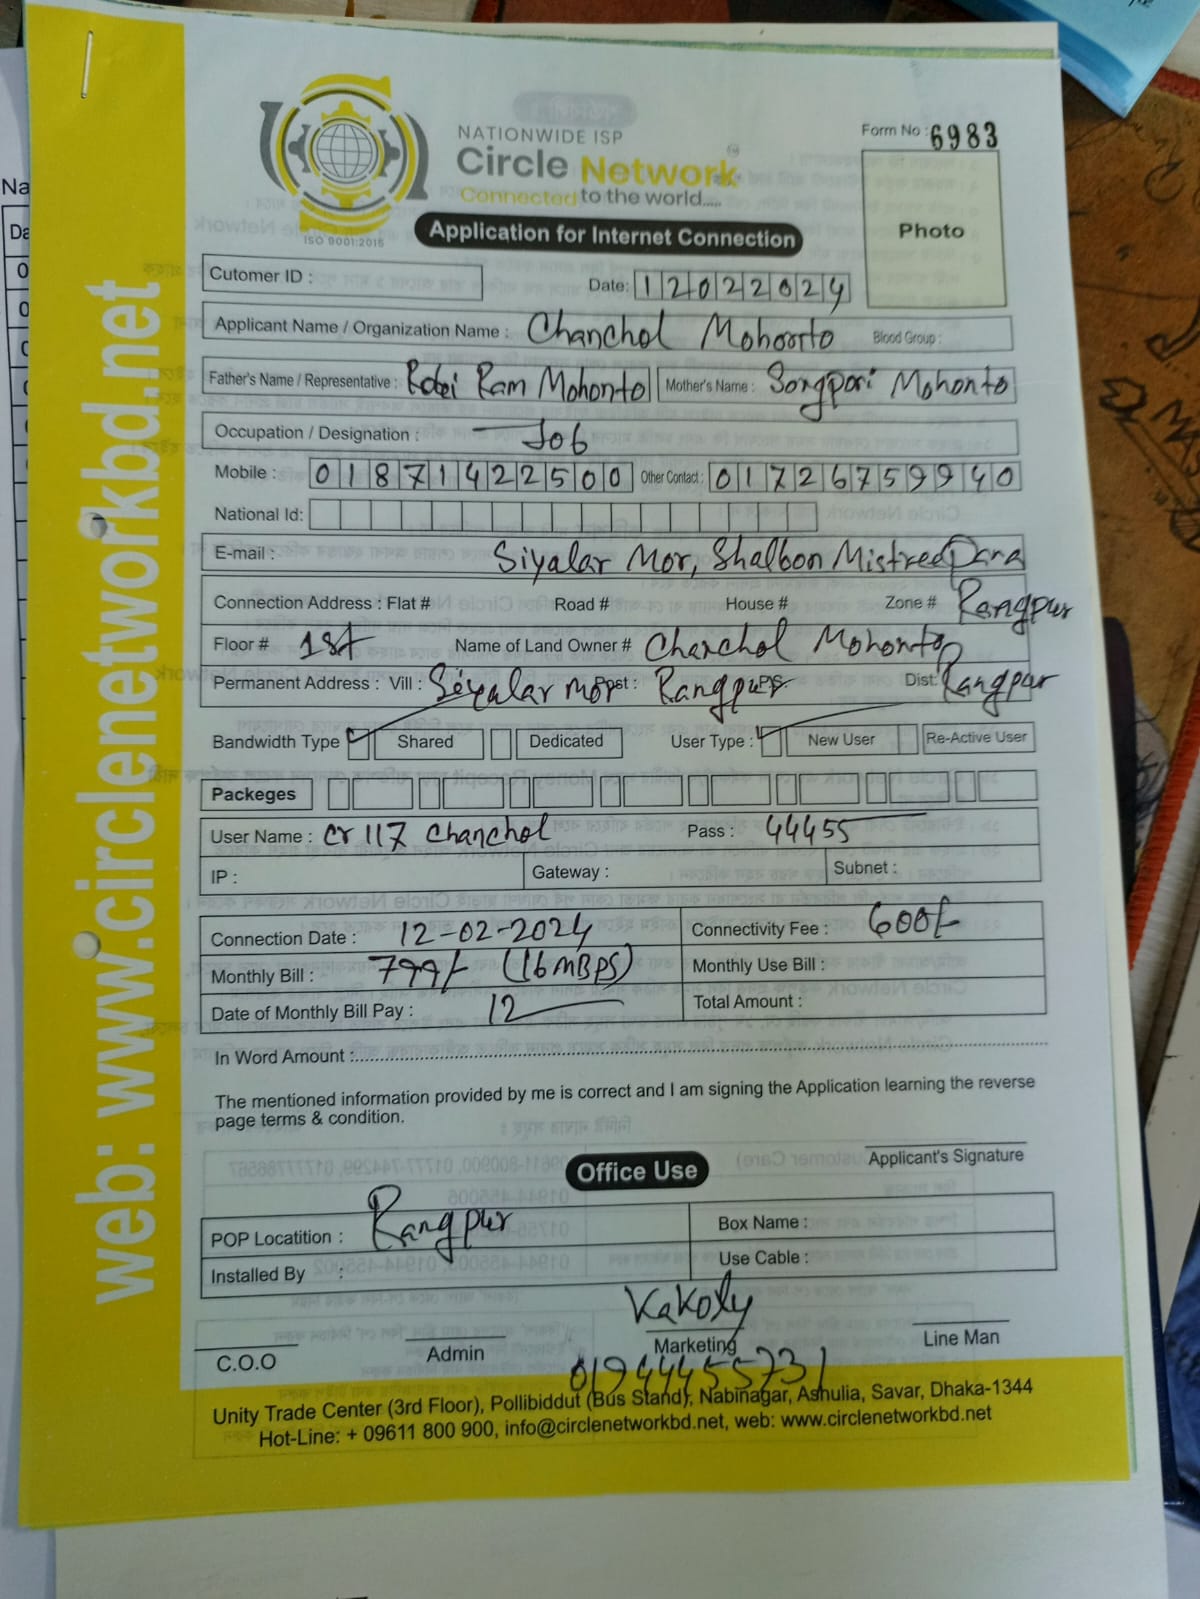 web: www.circlenetworkbd.net
NATIONWIDE ISP
Circle Network
Connected to the world.....
ISO 9001:2015
Form No : 6983
Photo
Application for Internet Connection
Cutomer ID :
Date: 12022024
Applicant Name / Organization Name : Chanchol Mohonto Blood Group :
Father's Name / Representative : Robi Ram Mohonto Mother's Name : Songpori Mohonto
Occupation / Designation : Job
Mobile : 01871422500 Other Contact : 01726759940
National Id:
E-mail : Siyalar Mor, Shalbon MistreePara
Connection Address : Flat # Road # House # Zone # Rangpur
Floor # 1st Name of Land Owner # Chanchol Mohonto
Permanent Address : Vill : Siyalar mor Post : Rangpur P.S. Dist: Rangpur
Bandwidth Type Shared Dedicated User Type : New User Re-Active User
Packeges
User Name : Cr117 Chanchol Pass : 44455
IP : Gateway : Subnet :
Connection Date : 12-02-2024 Connectivity Fee : 600/-
Monthly Bill : 799/- (16MBPS) Monthly Use Bill :
Date of Monthly Bill Pay : 12 Total Amount :
In Word Amount :
The mentioned information provided by me is correct and I am signing the Application learning the reverse
page terms & condition.
Applicant's Signature
Office Use
POP Locatition : Rangpur Box Name :
Installed By : Use Cable :
Kakoly
C.O.O Admin Marketing Line Man
01944455731
Unity Trade Center (3rd Floor), Pollibiddut (Bus Stand), Nabinagar, Ashulia, Savar, Dhaka-1344
Hot-Line: + 09611 800 900, info@circlenetworkbd.net, web: www.circlenetworkbd.net